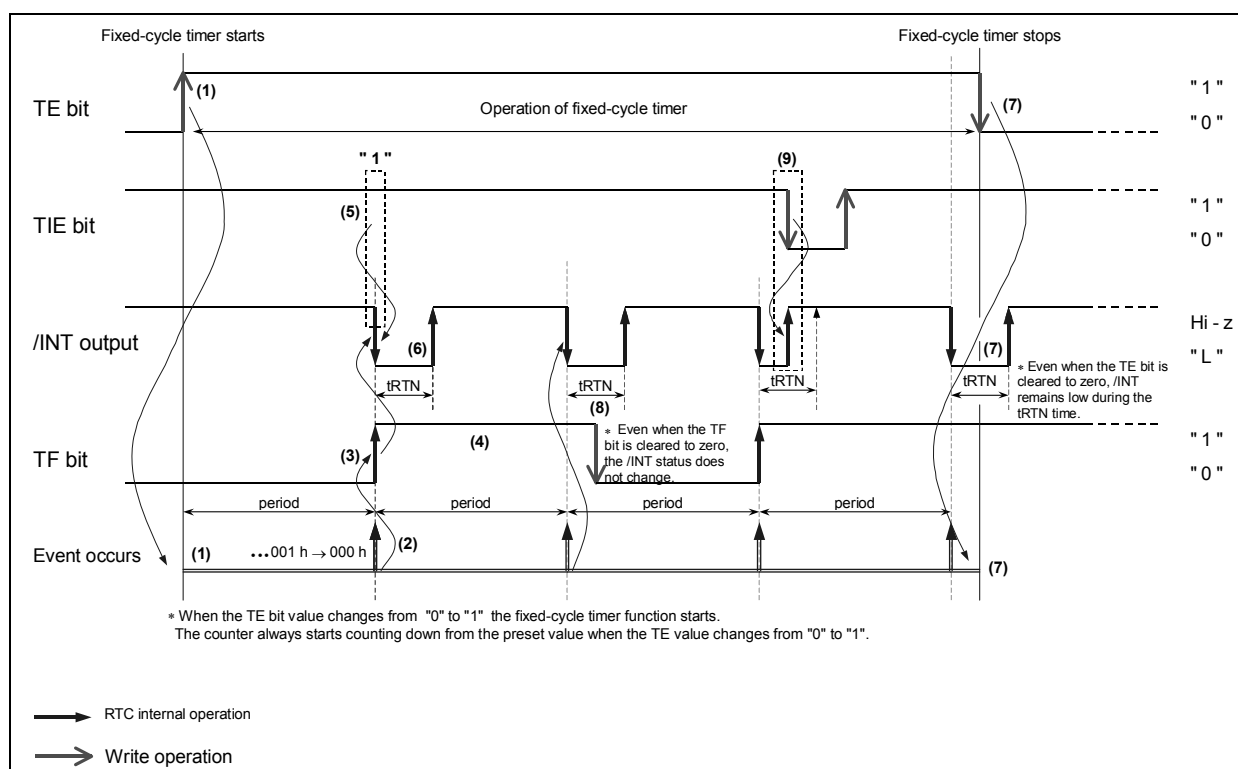 Fixed-cycle timer starts
Fixed-cycle timer stops
TE bit
(1)
Operation of fixed-cycle timer
(7)
" 1 "
" 0 "
" 1 "
(9)
TIE bit
(5)
" 1 "
" 0 "
/INT output
(6)
(7)
Hi - z
" L "
tRTN
tRTN
tRTN
tRTN
∗ Even when the TE bit is
cleared to zero, /INT
remains low during the
tRTN time.
(8)
TF bit
(3)
(4)
∗ Even when the TF
bit is cleared to zero,
the /INT status does
not change.
" 1 "
" 0 "
period
period
period
period
Event occurs
(1)
•••001 h → 000 h
(2)
(7)
∗ When the TE bit value changes from "0" to "1" the fixed-cycle timer function starts.
The counter always starts counting down from the preset value when the TE value changes from "0" to "1".
RTC internal operation
Write operation